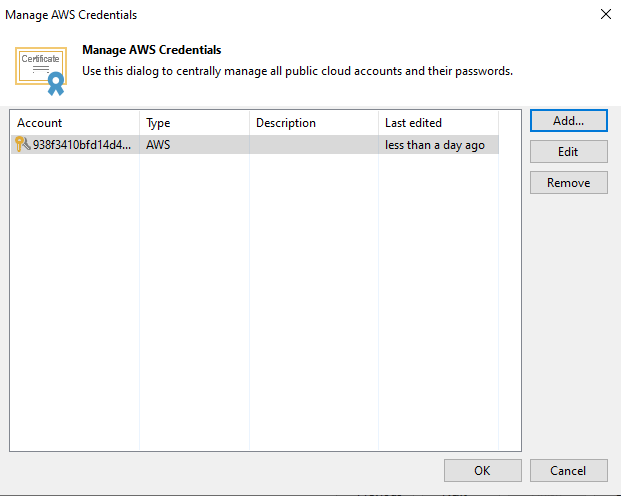 Manage AWS Credentials
Manage AWS Credentials
Use this dialog to centrally manage all public cloud accounts and their passwords.
Certificate
Account Type Description Last edited
938f3410bfd14d4... AWS less than a day ago
Add...
Edit
Remove
OK Cancel